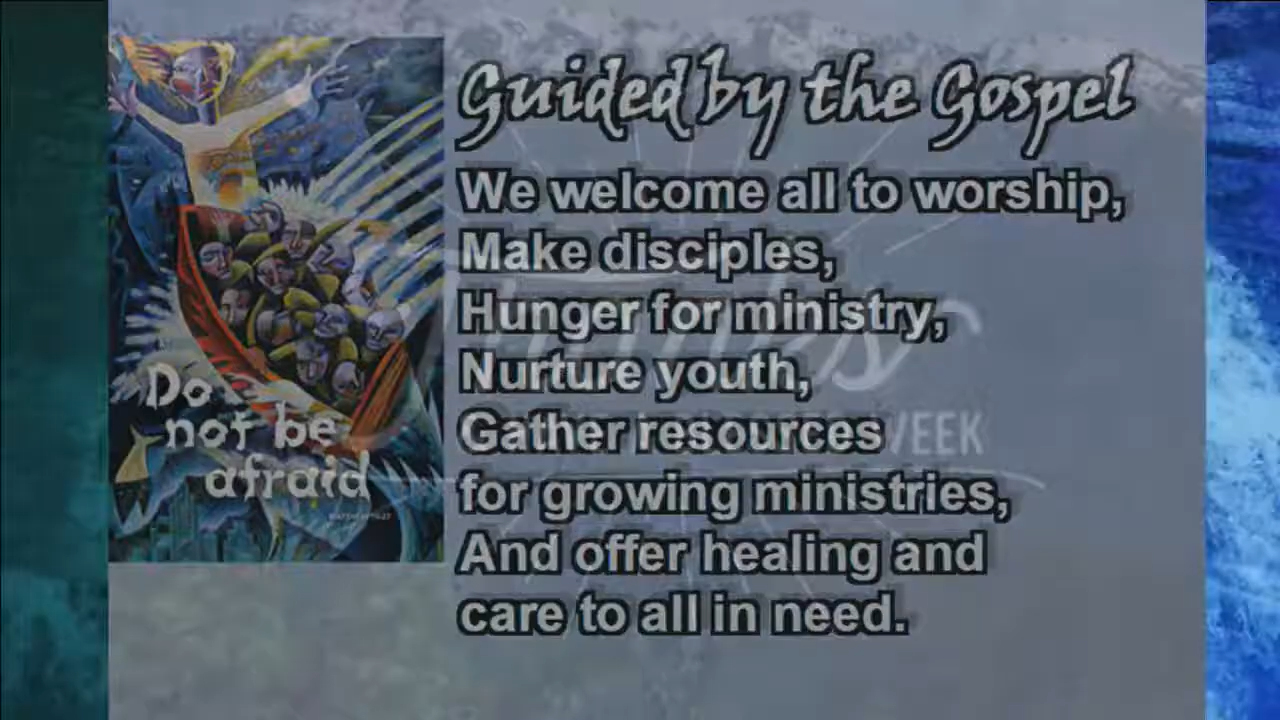 Guided by the Gospel
We welcome all to worship,
Make disciples,
Hunger for ministry,
Nurture youth,
Gather resources
for growing ministries,
And offer healing and
care to all in need.
Do
not be
afraid
WEEK